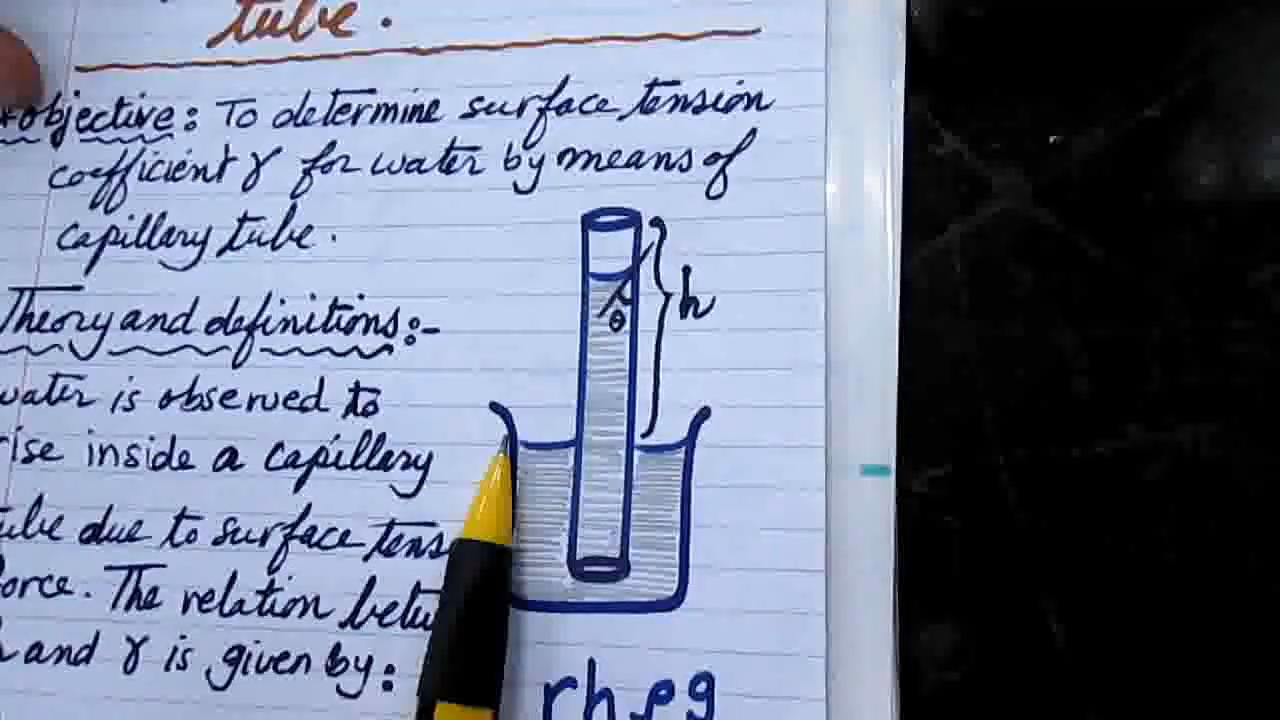 tube.
*objective: To determine surface tension
coefficient γ for water by means of
capillary tube.
h
θ
Theory and definitions:-
water is observed to
rise inside a capillary
tube due to surface tens
force. The relation betw
h and γ is given by:
rhρg